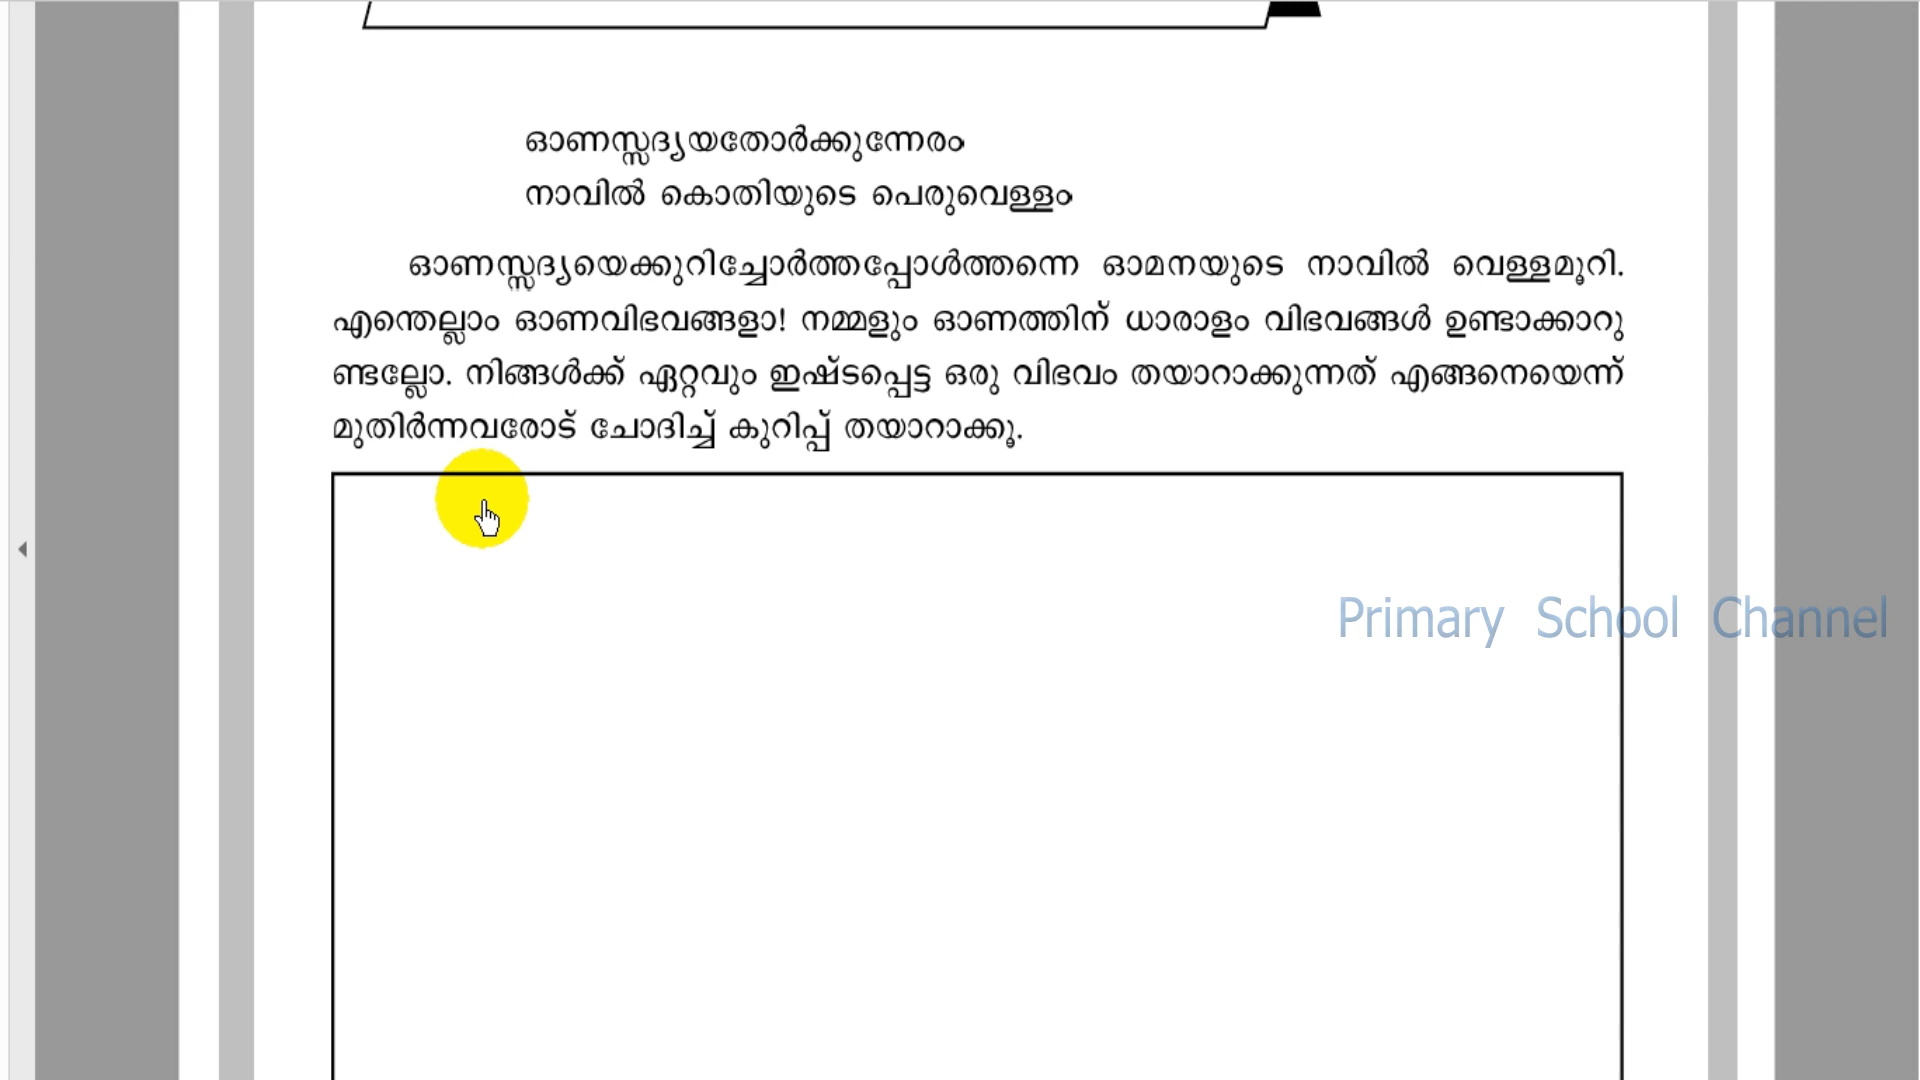 ഓണസ്സദ്യയതോർക്കുന്നേരം
നാവിൽ കൊതിയുടെ പെരുവെള്ളം
ഓണസ്സദ്യയെക്കുറിച്ചോർത്തപ്പോൾത്തന്നെ ഓമനയുടെ നാവിൽ വെള്ളമൂറി.
എന്തെല്ലാം ഓണവിഭവങ്ങളാ! നമ്മളും ഓണത്തിന് ധാരാളം വിഭവങ്ങൾ ഉണ്ടാക്കാറു
ണ്ടല്ലോ. നിങ്ങൾക്ക് ഏറ്റവും ഇഷ്ടപ്പെട്ട ഒരു വിഭവം തയാറാക്കുന്നത് എങ്ങനെയെന്ന്
മുതിർന്നവരോട് ചോദിച്ച് കുറിപ്പ് തയാറാക്കൂ.
Primary School Channel